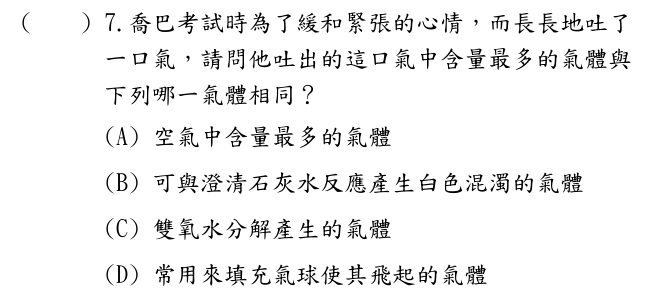 (　　) 7. 喬巴考試時為了緩和緊張的心情，而長長地吐了
一口氣，請問他吐出的這口氣中含量最多的氣體與
下列哪一氣體相同？
(A) 空氣中含量最多的氣體
(B) 可與澄清石灰水反應產生白色混濁的氣體
(C) 雙氧水分解產生的氣體
(D) 常用來填充氣球使其飛起的氣體